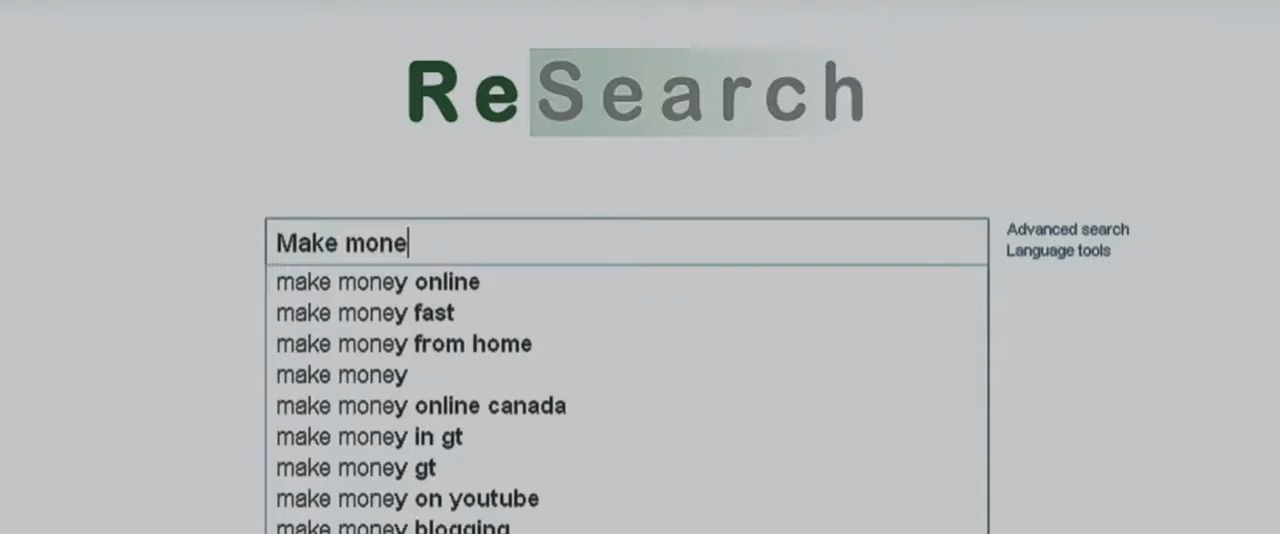 ReSearch
Make mone
Advanced search
Language tools
make money online
make money fast
make money from home
make money
make money online canada
make money in gt
make money gt
make money on youtube
make money blogging